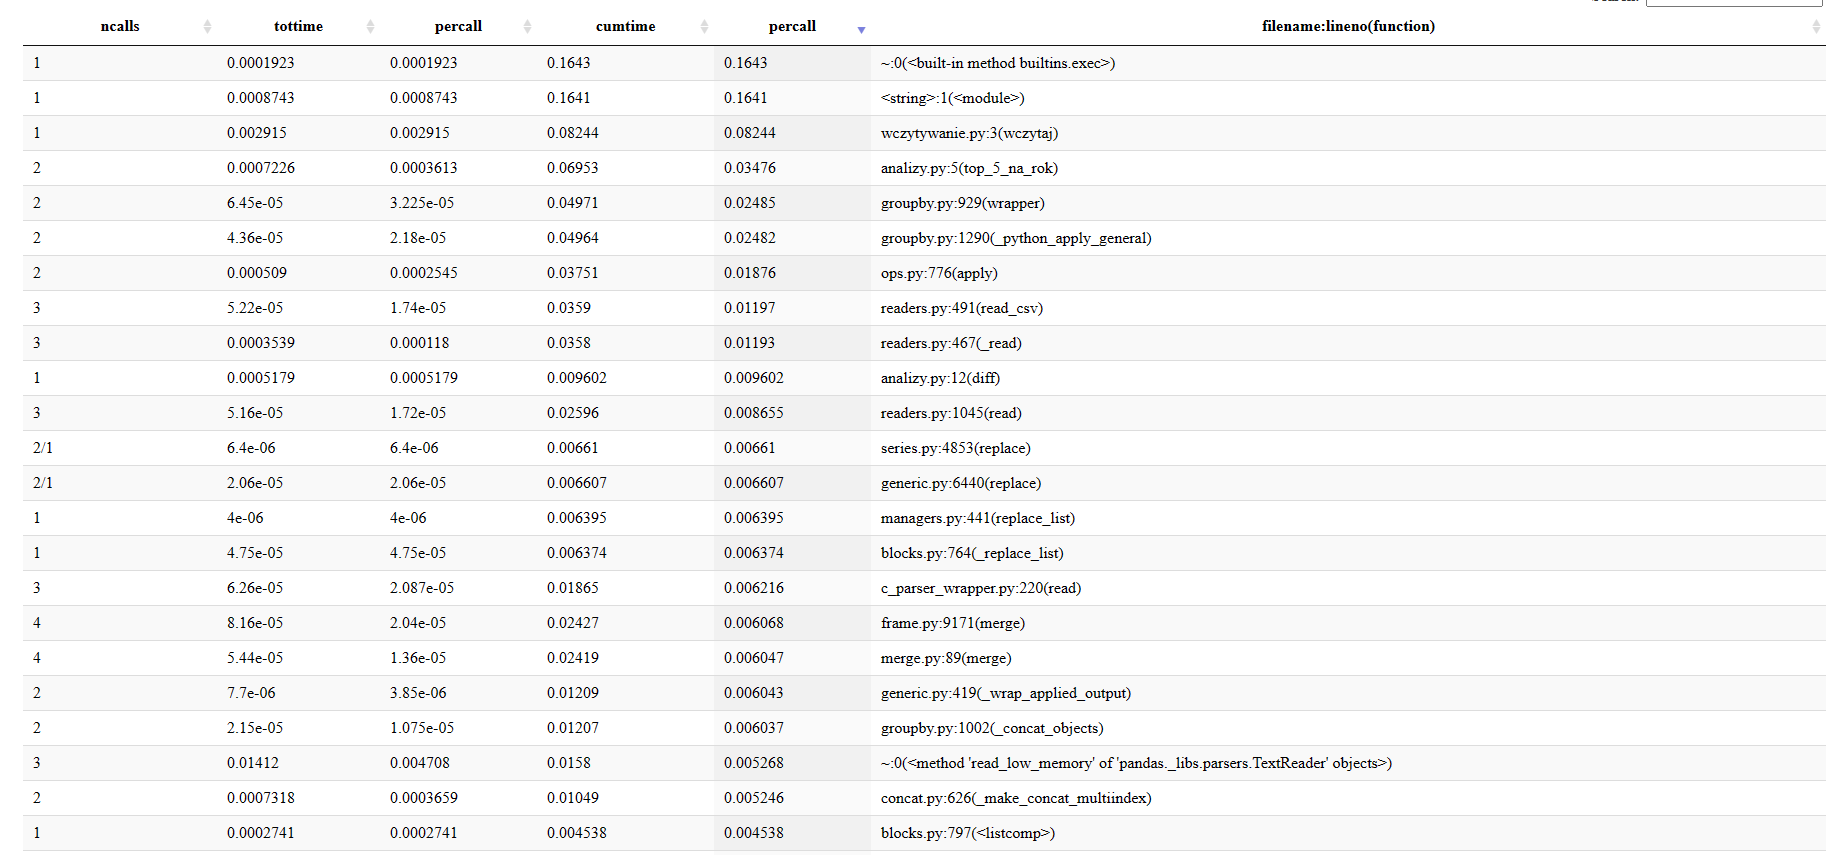 ncalls tottime percall cumtime percall filename:lineno(function)
1 0.0001923 0.0001923 0.1643 0.1643 ~:0(<built-in method builtins.exec>)
1 0.0008743 0.0008743 0.1641 0.1641 <string>:1(<module>)
1 0.002915 0.002915 0.08244 0.08244 wczytywanie.py:3(wczytaj)
2 0.0007226 0.0003613 0.06953 0.03476 analizy.py:5(top_5_na_rok)
2 6.45e-05 3.225e-05 0.04971 0.02485 groupby.py:929(wrapper)
2 4.36e-05 2.18e-05 0.04964 0.02482 groupby.py:1290(_python_apply_general)
2 0.000509 0.0002545 0.03751 0.01876 ops.py:776(apply)
3 5.22e-05 1.74e-05 0.0359 0.01197 readers.py:491(read_csv)
3 0.0003539 0.000118 0.0358 0.01193 readers.py:467(_read)
1 0.0005179 0.0005179 0.009602 0.009602 analizy.py:12(diff)
3 5.16e-05 1.72e-05 0.02596 0.008655 readers.py:1045(read)
2/1 6.4e-06 6.4e-06 0.00661 0.00661 series.py:4853(replace)
2/1 2.06e-05 2.06e-05 0.006607 0.006607 generic.py:6440(replace)
1 4e-06 4e-06 0.006395 0.006395 managers.py:441(replace_list)
1 4.75e-05 4.75e-05 0.006374 0.006374 blocks.py:764(_replace_list)
3 6.26e-05 2.087e-05 0.01865 0.006216 c_parser_wrapper.py:220(read)
4 8.16e-05 2.04e-05 0.02427 0.006068 frame.py:9171(merge)
4 5.44e-05 1.36e-05 0.02419 0.006047 merge.py:89(merge)
2 7.7e-06 3.85e-06 0.01209 0.006043 generic.py:419(_wrap_applied_output)
2 2.15e-05 1.075e-05 0.01207 0.006037 groupby.py:1002(_concat_objects)
3 0.01412 0.004708 0.0158 0.005268 ~:0(<method 'read_low_memory' of 'pandas._libs.parsers.TextReader' objects>)
2 0.0007318 0.0003659 0.01049 0.005246 concat.py:626(_make_concat_multiindex)
1 0.0002741 0.0002741 0.004538 0.004538 blocks.py:797(<listcomp>)